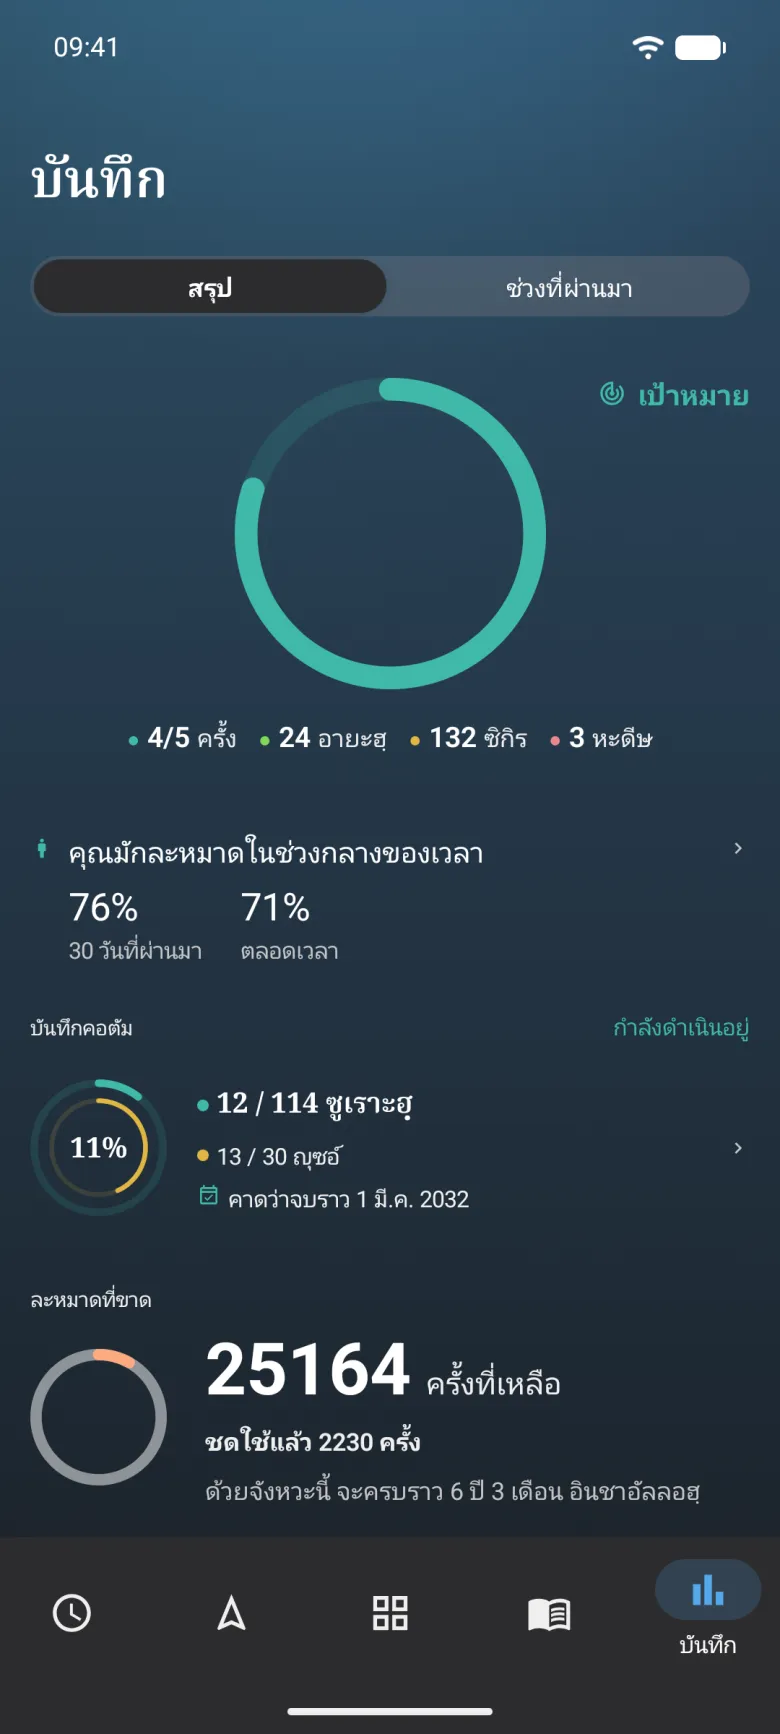 09:41
บันทึก
สรุป
ช่วงที่ผ่านมา
เป้าหมาย
4/5 ครั้ง 24 อายะฮฺ 132 ซิกิร 3 หะดีษ
คุณมักละหมาดในช่วงกลางของเวลา
76% 71%
30 วันที่ผ่านมา ตลอดเวลา
บันทึกคอตัม กำลังดำเนินอยู่
12 / 114 ซูเราะฮฺ
11%
13 / 30 ญุซอ์
คาดว่าจบราว 1 มี.ค. 2032
ละหมาดที่ขาด
25164 ครั้งที่เหลือ
ชดใช้แล้ว 2230 ครั้ง
ด้วยจังหวะนี้ จะครบราว 6 ปี 3 เดือน อินชาอัลลอฮฺ
บันทึก